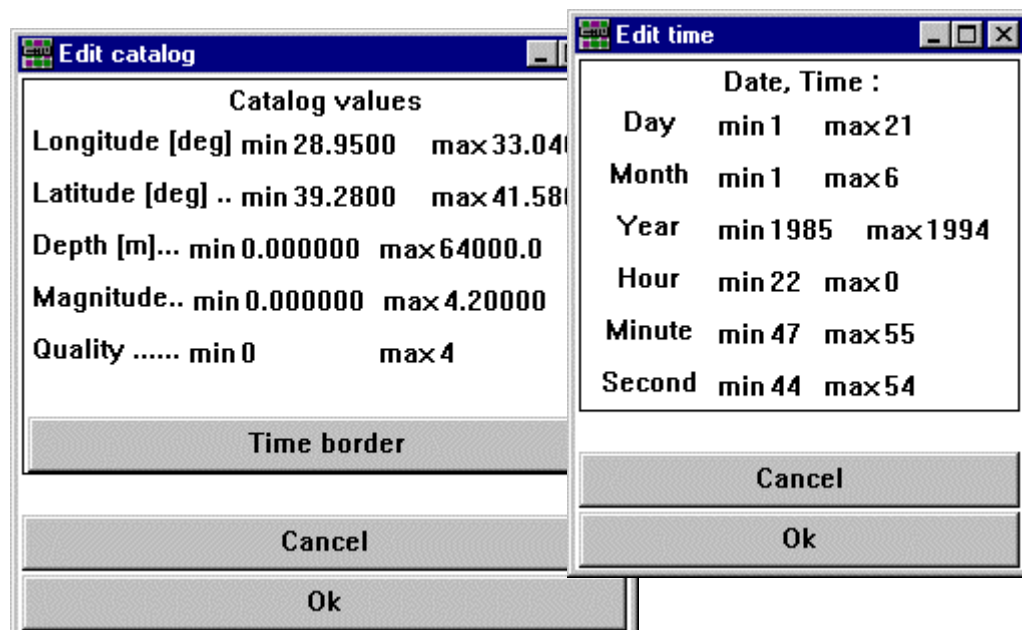 Edit catalog
Catalog values
Longitude [deg] min 28.9500 max 33.04
Latitude [deg] .. min 39.2800 max 41.58
Depth [m]... min 0.000000 max 64000.0
Magnitude.. min 0.000000 max 4.20000
Quality ...... min 0 max 4
Time border
Cancel
Ok
Edit time
Date, Time :
Day min 1 max 21
Month min 1 max 6
Year min 1985 max 1994
Hour min 22 max 0
Minute min 47 max 55
Second min 44 max 54
Cancel
Ok